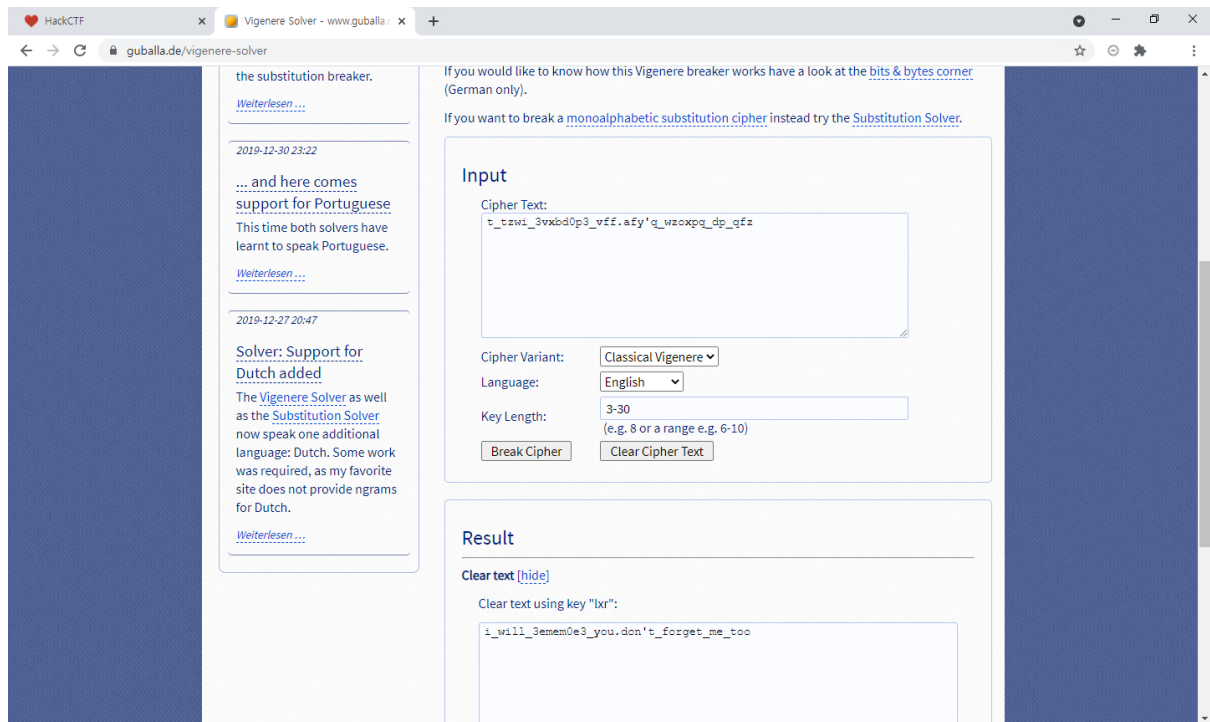 HackCTF
Vigenere Solver - www.guballa.
guballa.de/vigenere-solver
the substitution breaker.
Weiterlesen ...
2019-12-30 23:22
... and here comes
support for Portuguese
This time both solvers have
learnt to speak Portuguese.
Weiterlesen ...
2019-12-27 20:47
Solver: Support for
Dutch added
The Vigenere Solver as well
as the Substitution Solver
now speak one additional
language: Dutch. Some work
was required, as my favorite
site does not provide ngrams
for Dutch.
Weiterlesen ...
If you would like to know how this Vigenere breaker works have a look at the bits & bytes corner
(German only).
If you want to break a monoalphabetic substitution cipher instead try the Substitution Solver.
Input
Cipher Text:
t_tzwi_3vxbd0p3_vff.afy'q_wzoxpq_dp_qfz
Cipher Variant: Classical Vigenere
Language: English
Key Length: 3-30
(e.g. 8 or a range e.g. 6-10)
Break Cipher Clear Cipher Text
Result
Clear text [hide]
Clear text using key "lxr":
i_will_3emem0e3_you.don't_forget_me_too